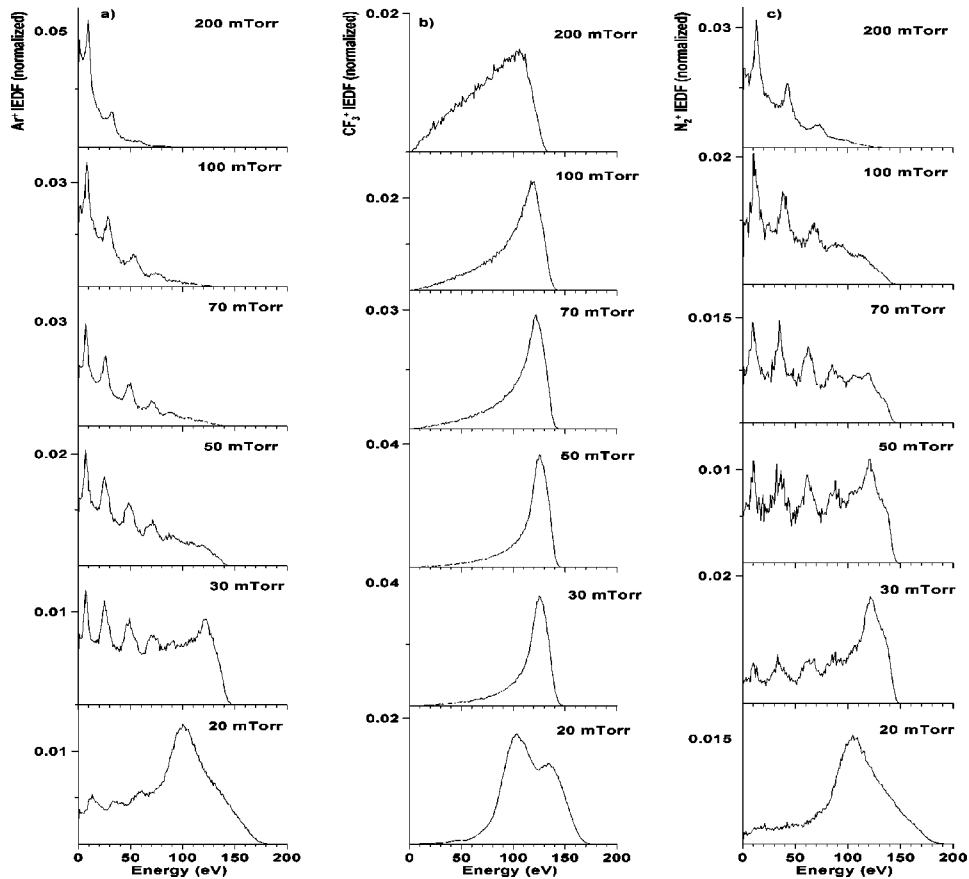 a)
200 mTorr
0.05
Ar⁺ IEDF (normalized)
100 mTorr
0.03
70 mTorr
0.03
50 mTorr
0.02
30 mTorr
0.01
20 mTorr
0.01
0 50 100 150 200
Energy (eV)
b)
0.02
200 mTorr
CF₃⁺ IEDF (normalized)
100 mTorr
0.02
70 mTorr
0.03
0.04
50 mTorr
0.04
30 mTorr
0.02
20 mTorr
0 50 100 150 200
Energy (eV)
c)
0.03
200 mTorr
N₂⁺ IEDF (normalized)
0.02
100 mTorr
70 mTorr
0.015
50 mTorr
0.01
0.02
30 mTorr
20 mTorr
0.015
0 50 100 150 200
Energy (eV)